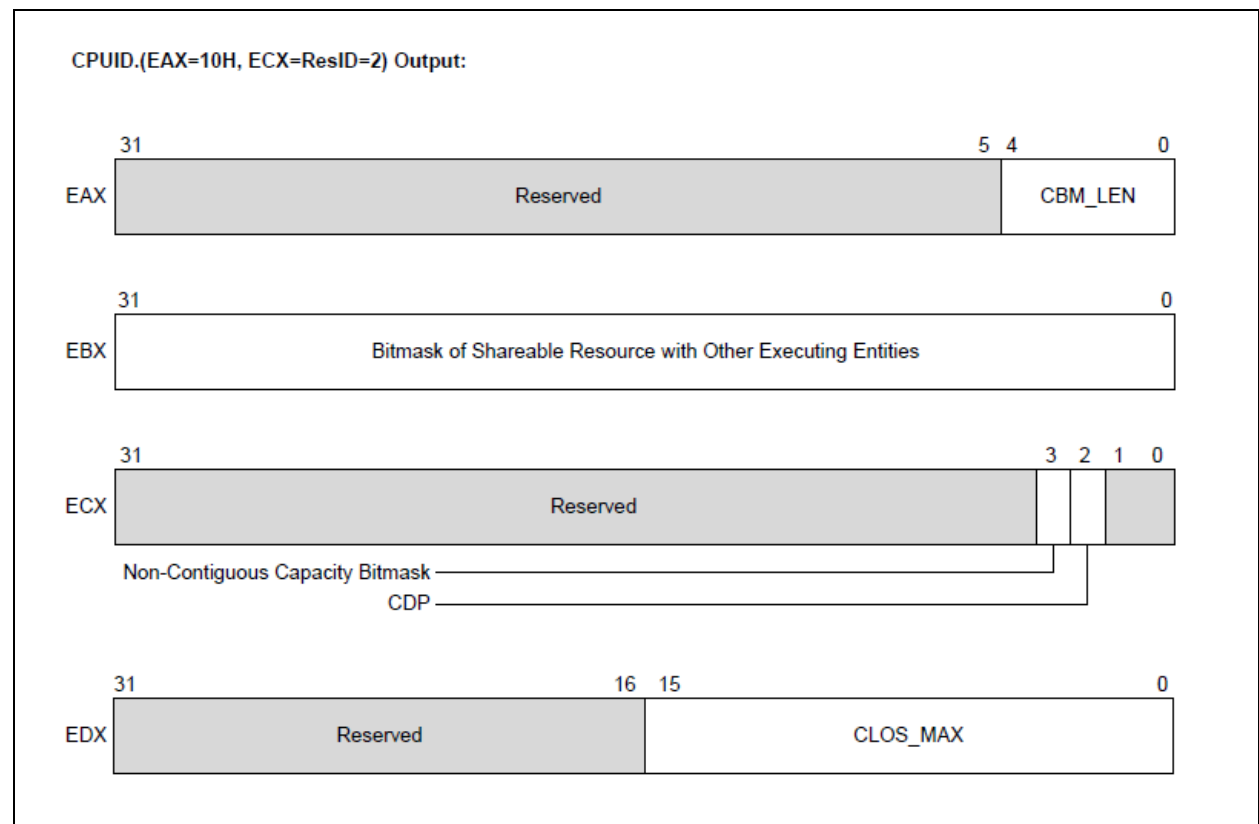 CPUID.(EAX=10H, ECX=ResID=2) Output:
31 5 4 0
EAX Reserved CBM_LEN
31 0
EBX Bitmask of Shareable Resource with Other Executing Entities
31 3 2 1 0
ECX Reserved
Non-Contiguous Capacity Bitmask
CDP
31 16 15 0
EDX Reserved CLOS_MAX